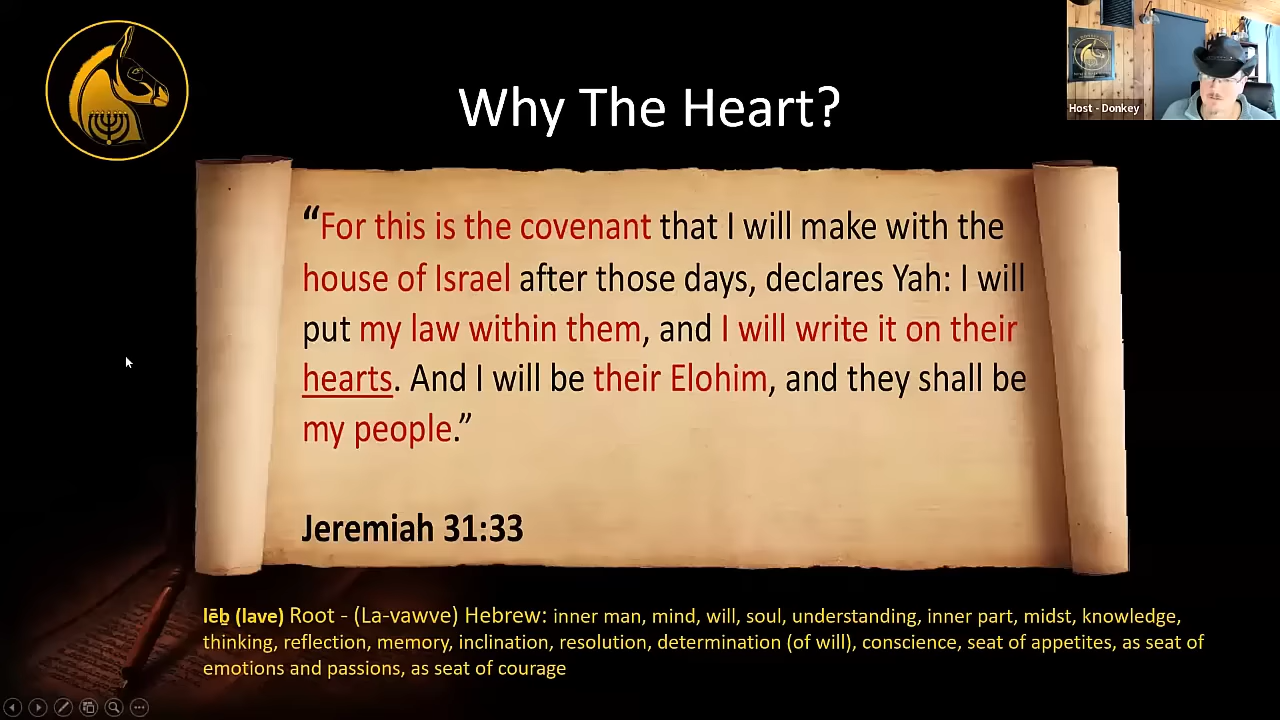 Why The Heart?
Host - Donkey
“For this is the covenant that I will make with the
house of Israel after those days, declares Yah: I will
put my law within them, and I will write it on their
hearts. And I will be their Elohim, and they shall be
my people.”
Jeremiah 31:33
lēḇ (lave) Root - (La-vawve) Hebrew: inner man, mind, will, soul, understanding, inner part, midst, knowledge,
thinking, reflection, memory, inclination, resolution, determination (of will), conscience, seat of appetites, as seat of
emotions and passions, as seat of courage